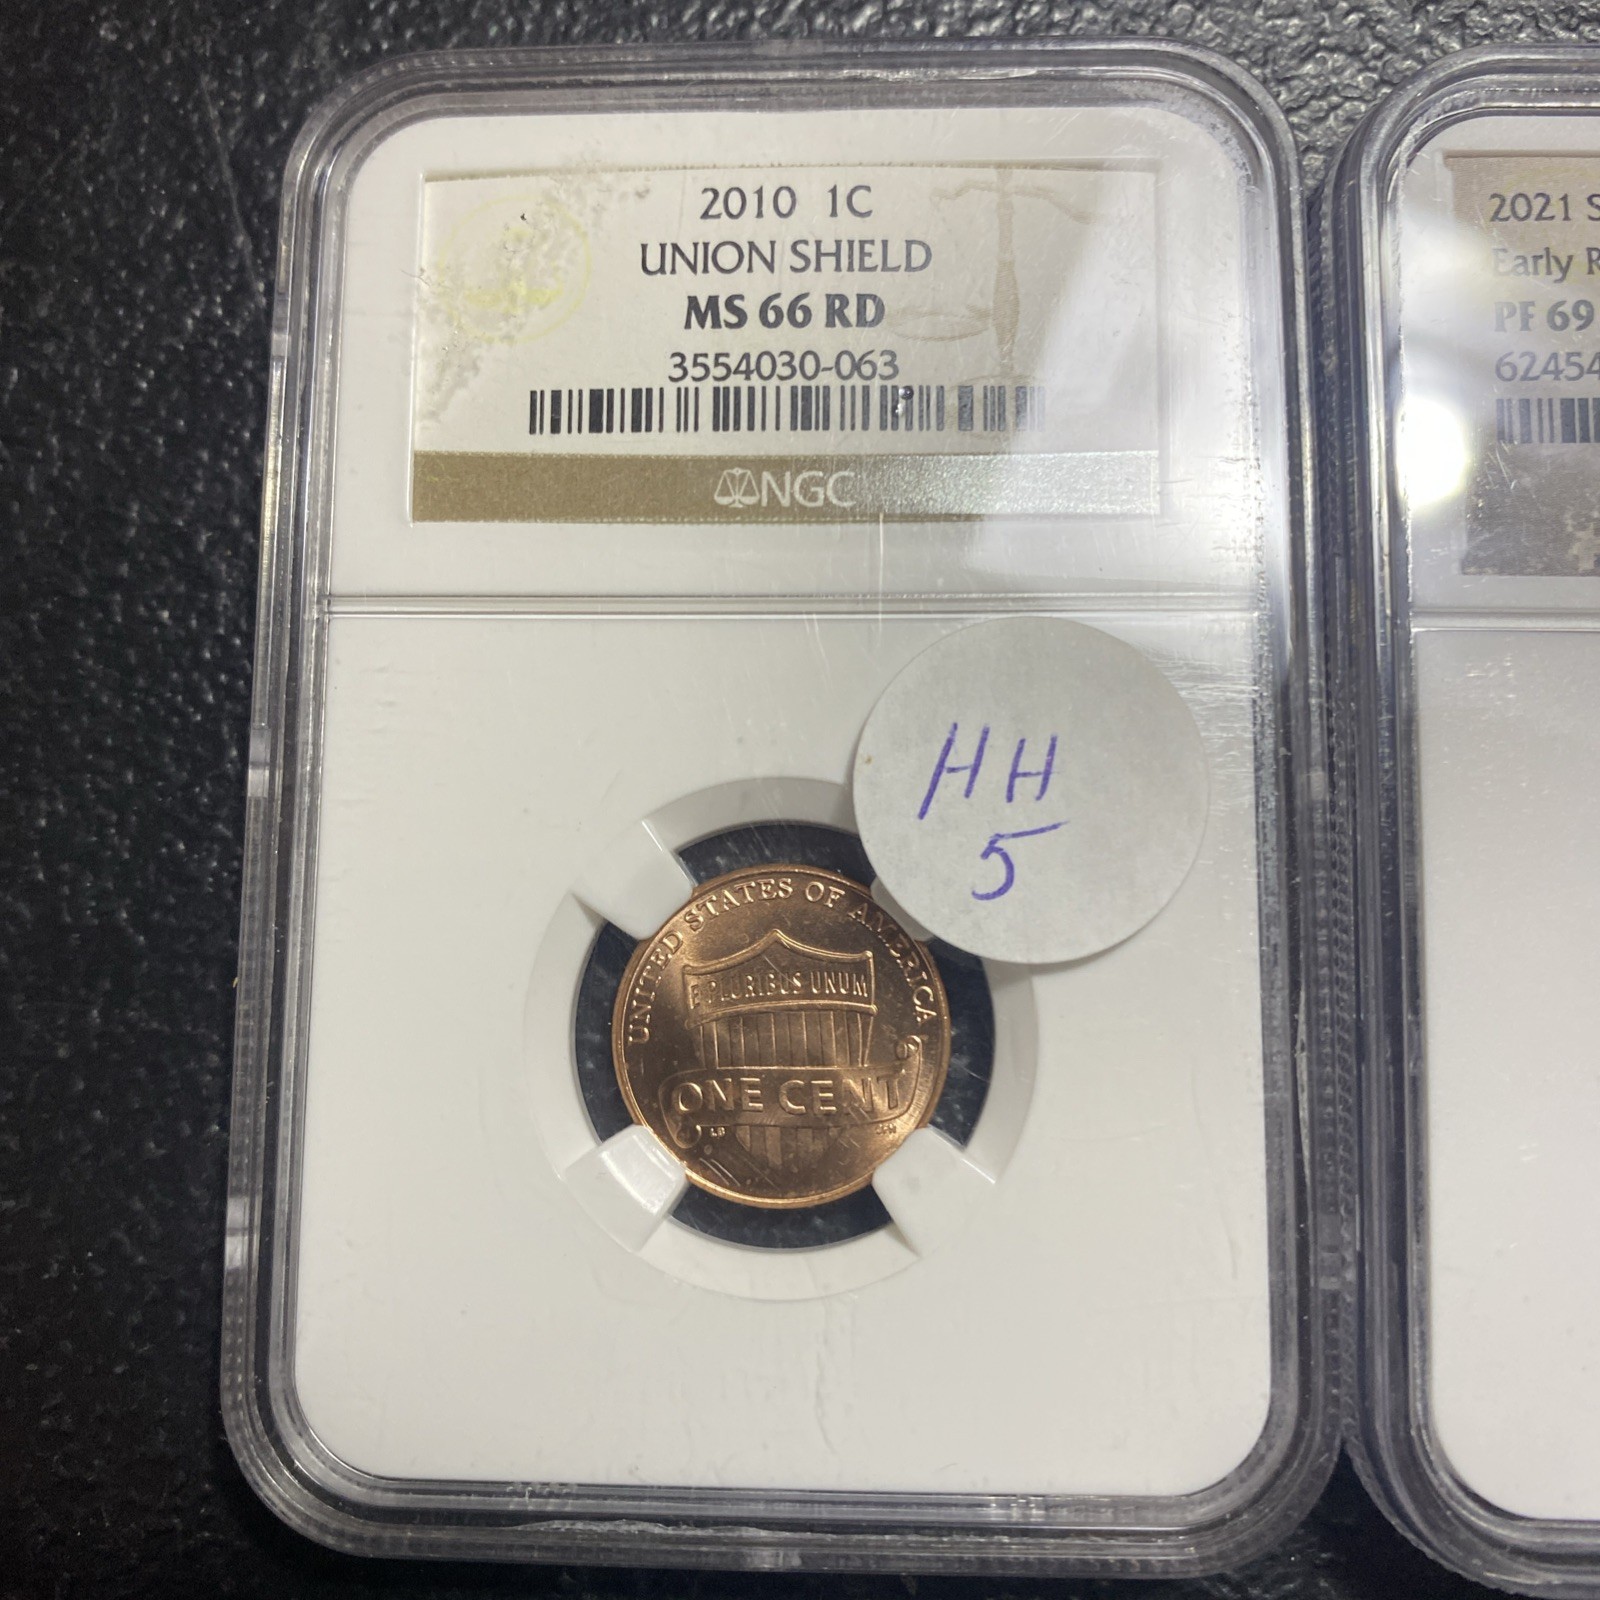 2010 1C
UNION SHIELD
MS 66 RD
3554030-063
NGC
HH
5
UNITED STATES OF AMERICA
E PLURIBUS UNUM
ONE CENT
LB
2021 S
Early R
PF 69
62454